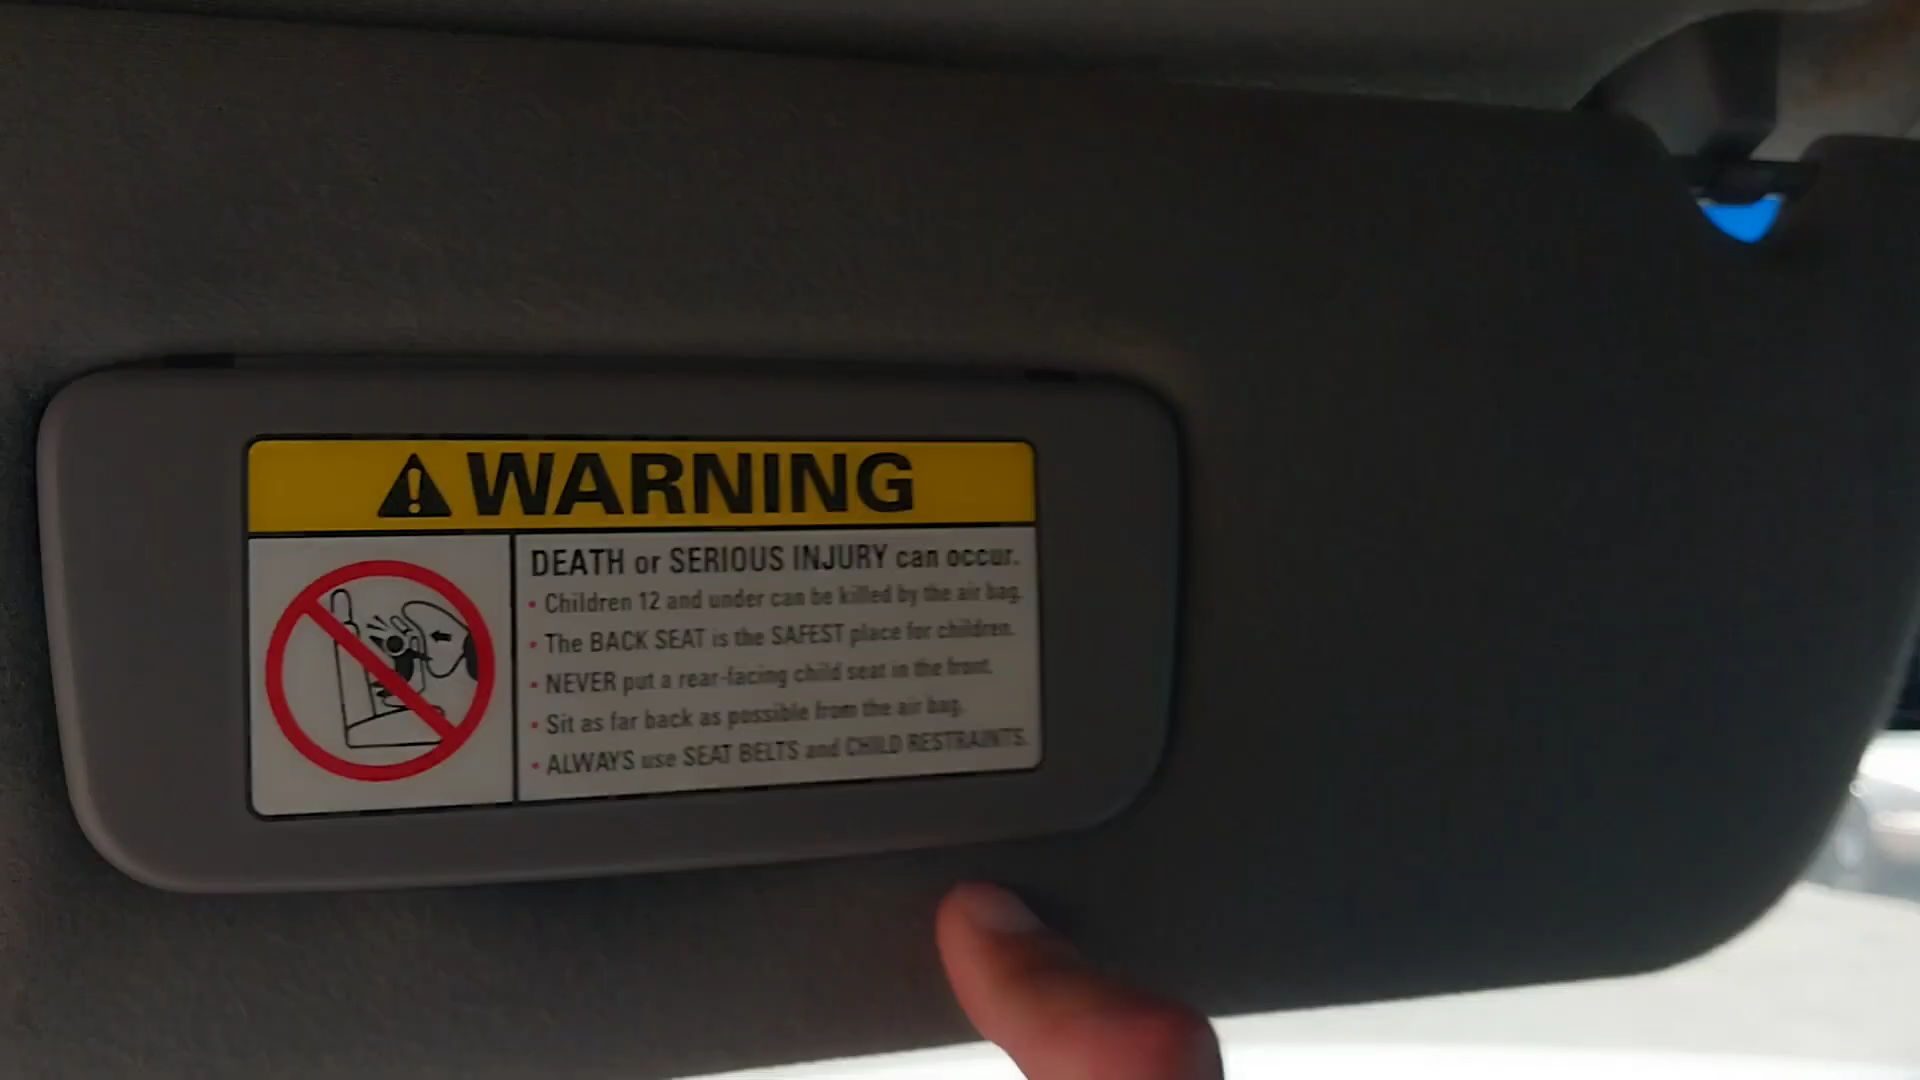 WARNING
DEATH or SERIOUS INJURY can occur.
• Children 12 and under can be killed by the air bag.
• The BACK SEAT is the SAFEST place for children.
• NEVER put a rear-facing child seat in the front.
• Sit as far back as possible from the air bag.
• ALWAYS use SEAT BELTS and CHILD RESTRAINTS.